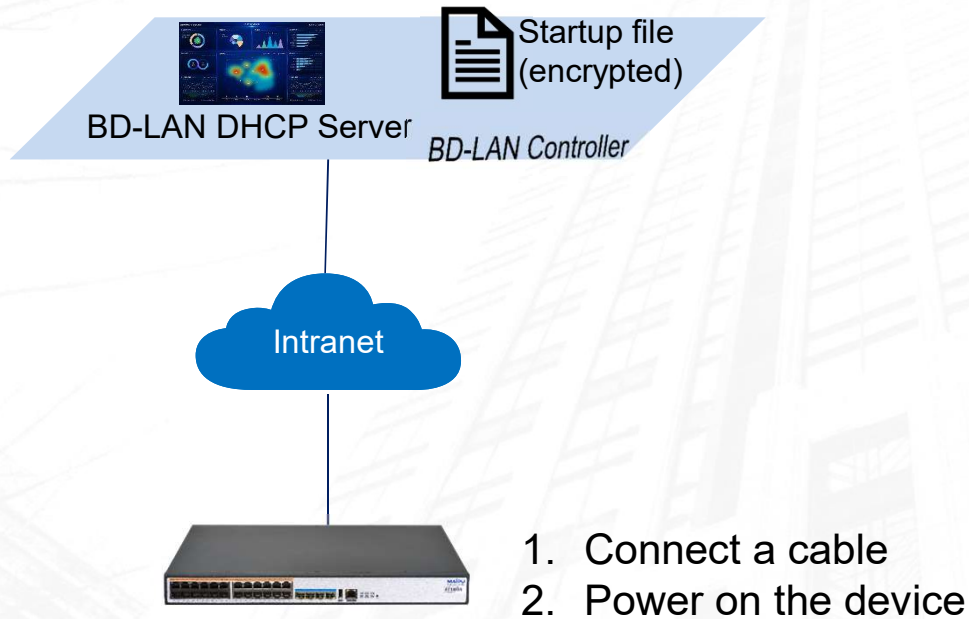 Startup file
(encrypted)
BD-LAN DHCP Server
BD-LAN Controller
Intranet
1. Connect a cable
2. Power on the device